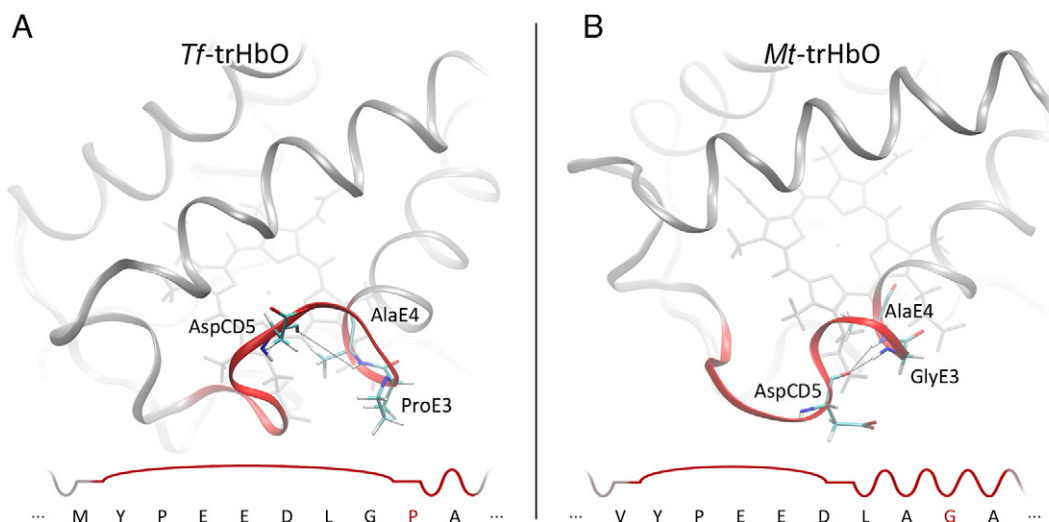 A
Tf-trHbO
AspCD5
AlaE4
ProE3
··· M Y P E E D L G P A ···
B
Mt-trHbO
AlaE4
GlyE3
AspCD5
··· V Y P E E D L A G A ···